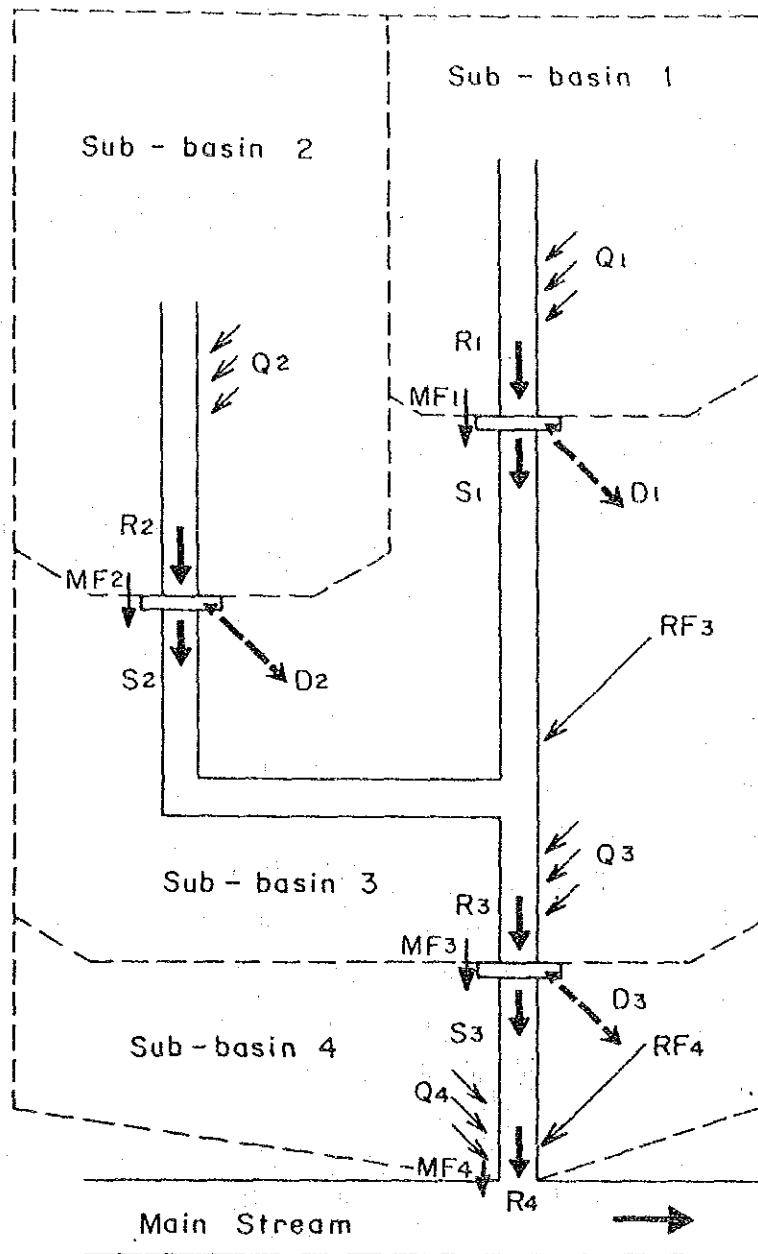 Sub - basin 1
Sub - basin 2
Q1
R1
Q2
MF1
S1
D1
R2
MF2
RF3
S2
D2
Q3
Sub - basin 3
R3
MF3
D3
S3
Sub - basin 4
RF4
Q4
MF4
R4
Main Stream